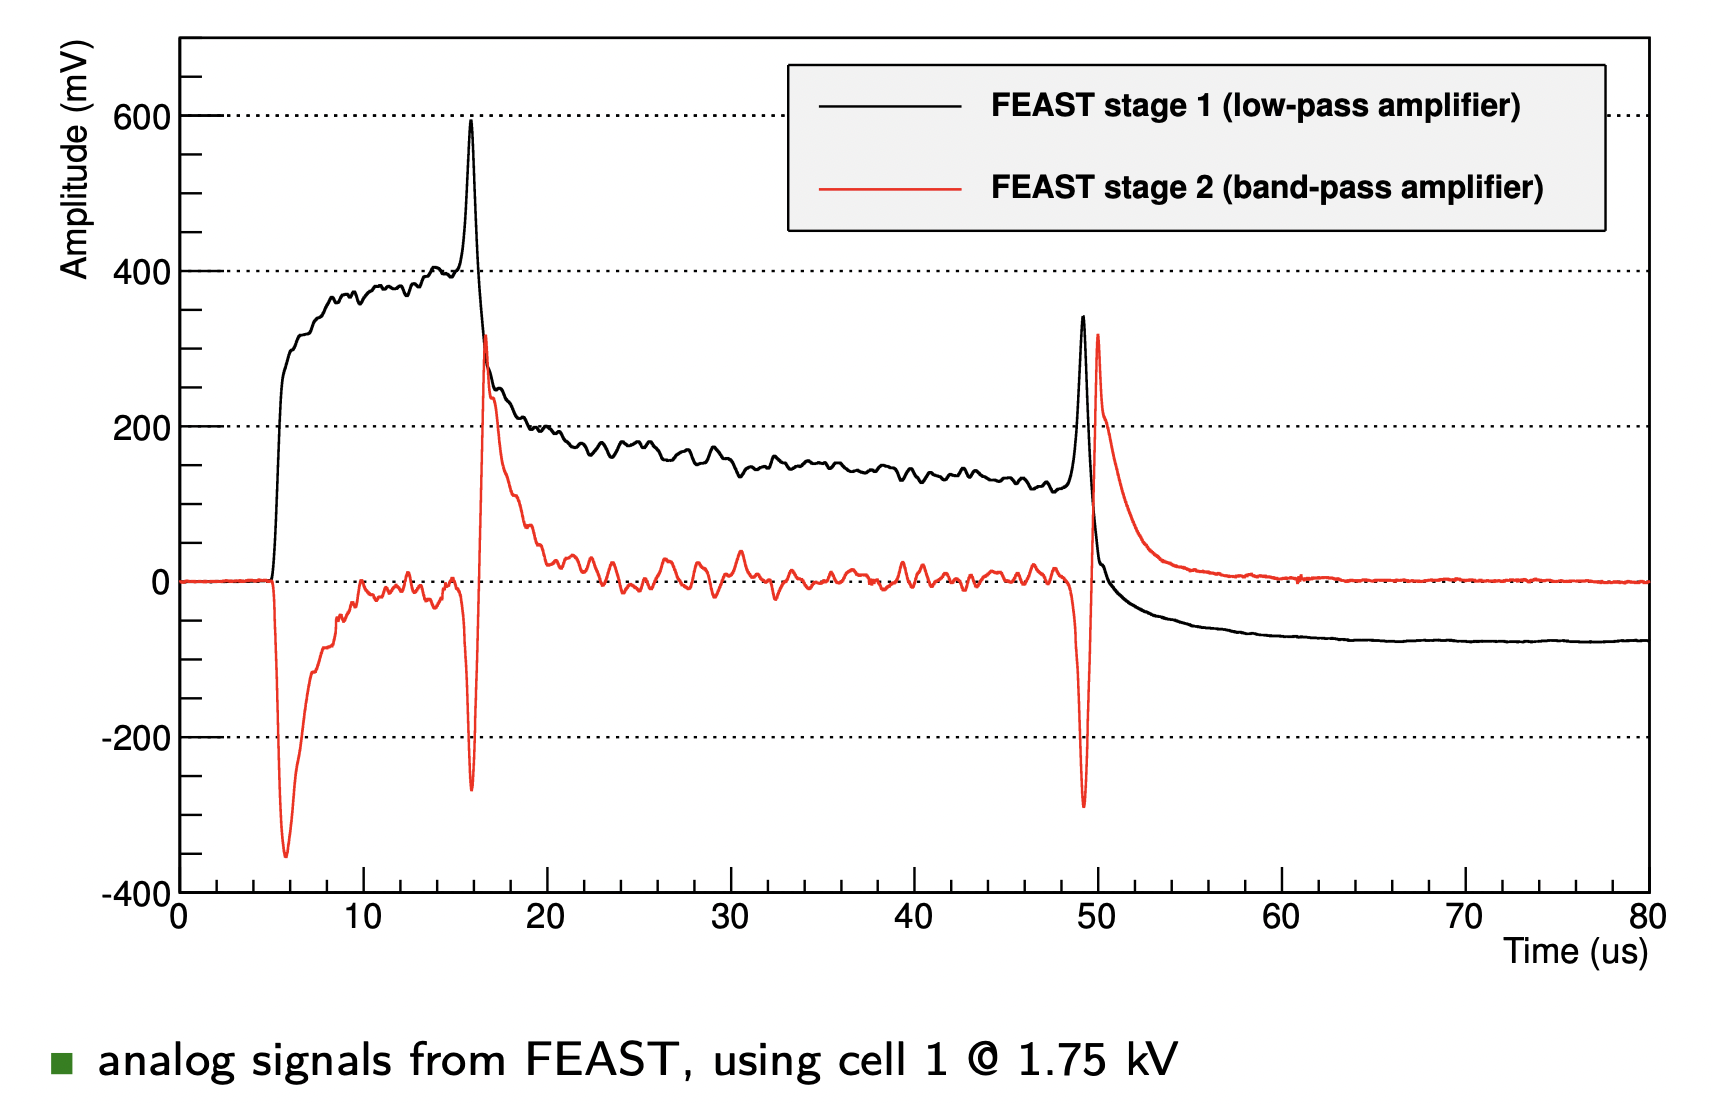 Amplitude (mV)
600
400
200
0
-200
-400
FEAST stage 1 (low-pass amplifier)
FEAST stage 2 (band-pass amplifier)
0 10 20 30 40 50 60 70 80
Time (us)
analog signals from FEAST, using cell 1 @ 1.75 kV